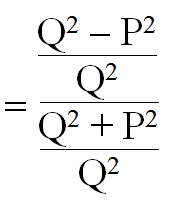 Q² − P²
Q²
=
Q² + P²
Q²